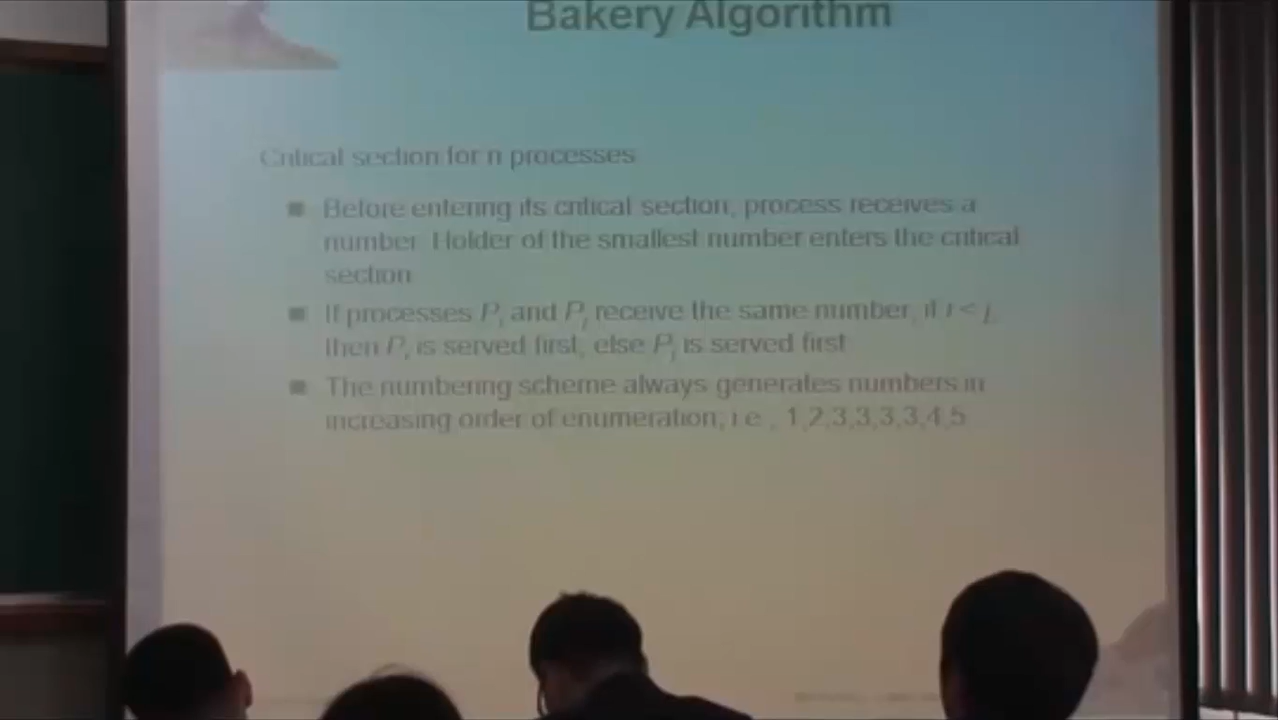 Bakery Algorithm
Critical section for n processes
Before entering its critical section, process receives a
number. Holder of the smallest number enters the critical
section.
If processes Pi and Pj receive the same number, if i < j,
then Pi is served first; else Pj is served first.
The numbering scheme always generates numbers in
increasing order of enumeration; i.e., 1,2,3,3,3,3,4,5